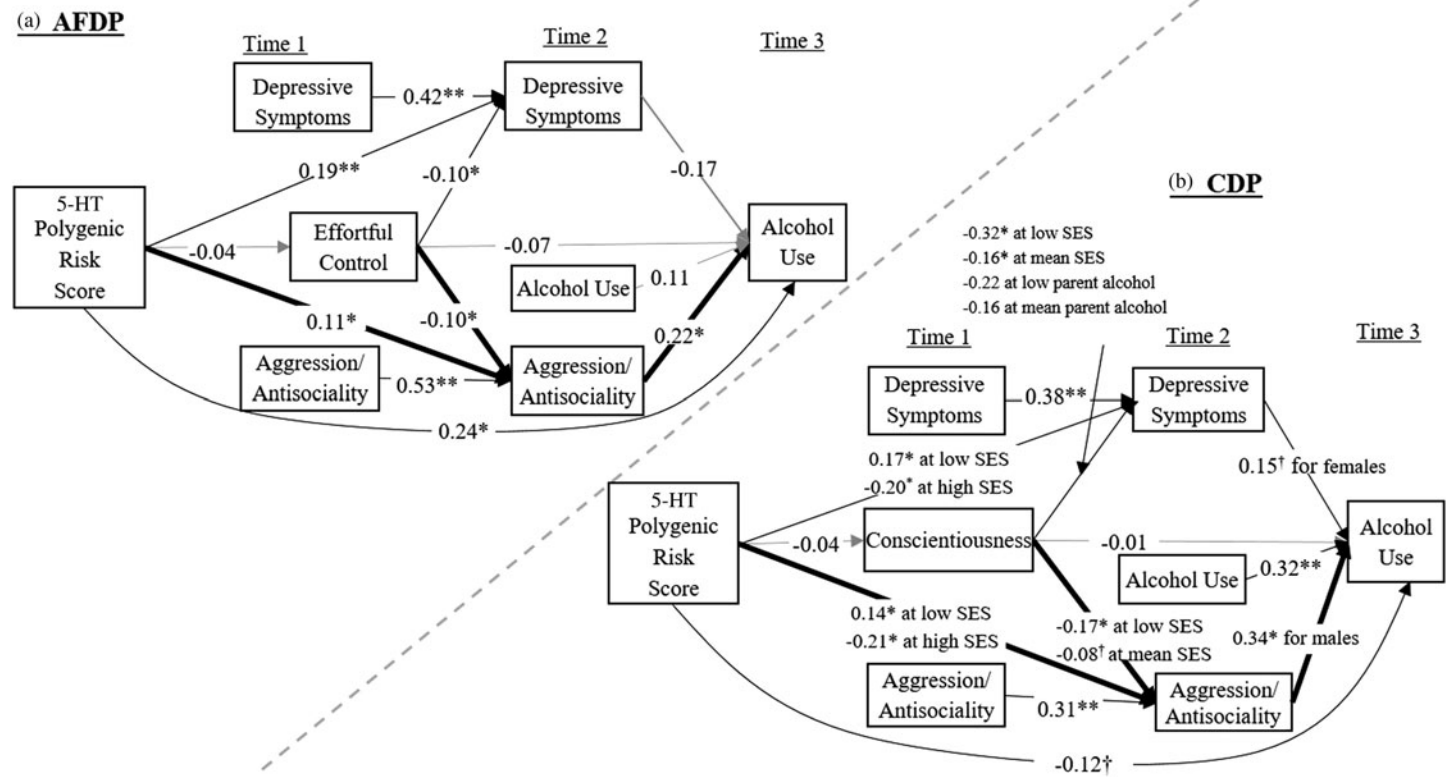 (a) AFDP
Time 1
Time 2
Time 3
Depressive
Symptoms
0.42**
Depressive
Symptoms
0.19**
-0.10*
-0.17
5-HT
Polygenic
Risk
Score
-0.04
Effortful
Control
-0.07
Alcohol
Use
Alcohol Use
0.11
0.11*
-0.10*
0.22*
Aggression/
Antisociality
0.53**
Aggression/
Antisociality
0.24*
(b) CDP
-0.32* at low SES
-0.16* at mean SES
-0.22 at low parent alcohol
-0.16 at mean parent alcohol
Time 1
Time 2
Time 3
Depressive
Symptoms
0.38**
Depressive
Symptoms
0.17* at low SES
-0.20* at high SES
0.15† for females
5-HT
Polygenic
Risk
Score
-0.04
Conscientiousness
-0.01
Alcohol
Use
Alcohol Use
0.32**
0.14* at low SES
-0.21* at high SES
-0.17* at low SES
-0.08† at mean SES
0.34* for males
Aggression/
Antisociality
0.31**
Aggression/
Antisociality
-0.12†